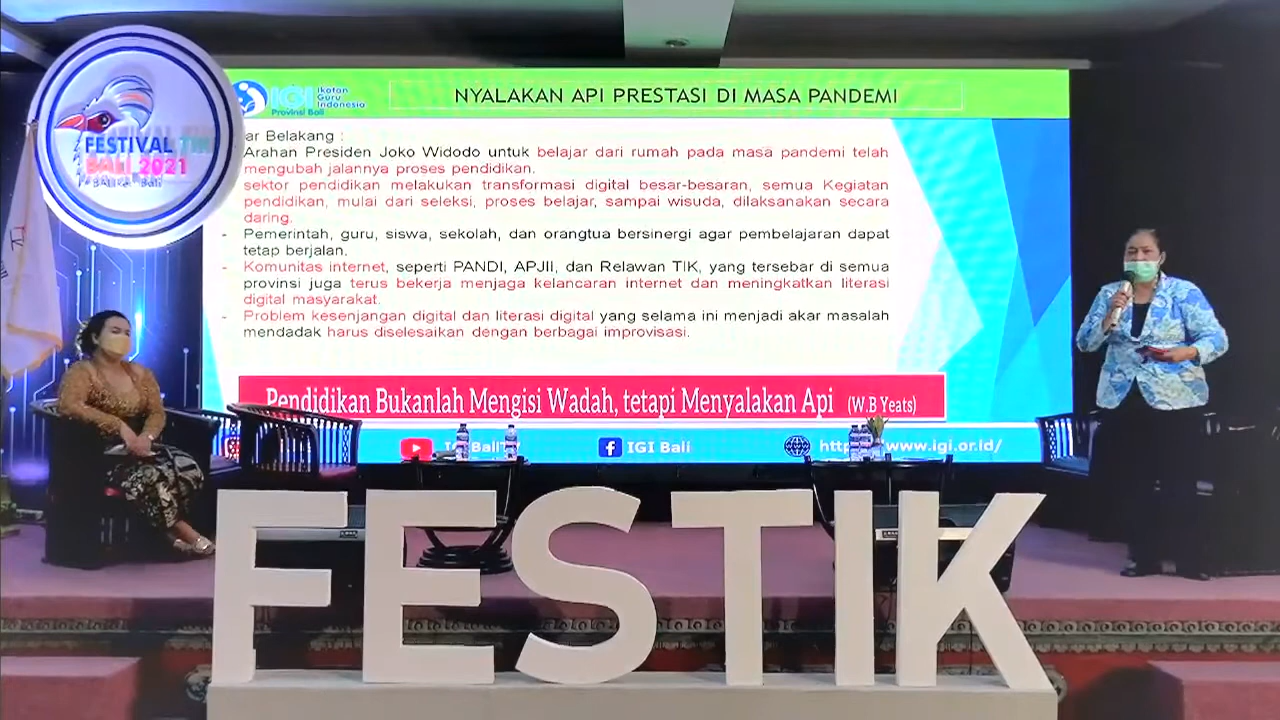 FESTIVAL TIK
BALI 2021
IGI Ikatan
Guru
Indonesia
Provinsi Bali
NYALAKAN API PRESTASI DI MASA PANDEMI
ar Belakang :
Arahan Presiden Joko Widodo untuk belajar dari rumah pada masa pandemi telah
mengubah jalannya proses pendidikan.
sektor pendidikan melakukan transformasi digital besar-besaran, semua Kegiatan
pendidikan, mulai dari seleksi, proses belajar, sampai wisuda, dilaksanakan secara
daring.
- Pemerintah, guru, siswa, sekolah, dan orangtua bersinergi agar pembelajaran dapat
tetap berjalan.
- Komunitas internet, seperti PANDI, APJII, dan Relawan TIK, yang tersebar di semua
provinsi juga terus bekerja menjaga kelancaran internet dan meningkatkan literasi
digital masyarakat.
- Problem kesenjangan digital dan literasi digital yang selama ini menjadi akar masalah
mendadak harus diselesaikan dengan berbagai improvisasi.
Pendidikan Bukanlah Mengisi Wadah, tetapi Menyalakan Api (W.B Yeats)
IGI BaliTV
IGI Bali
www.igi.or.id/
FESTIK